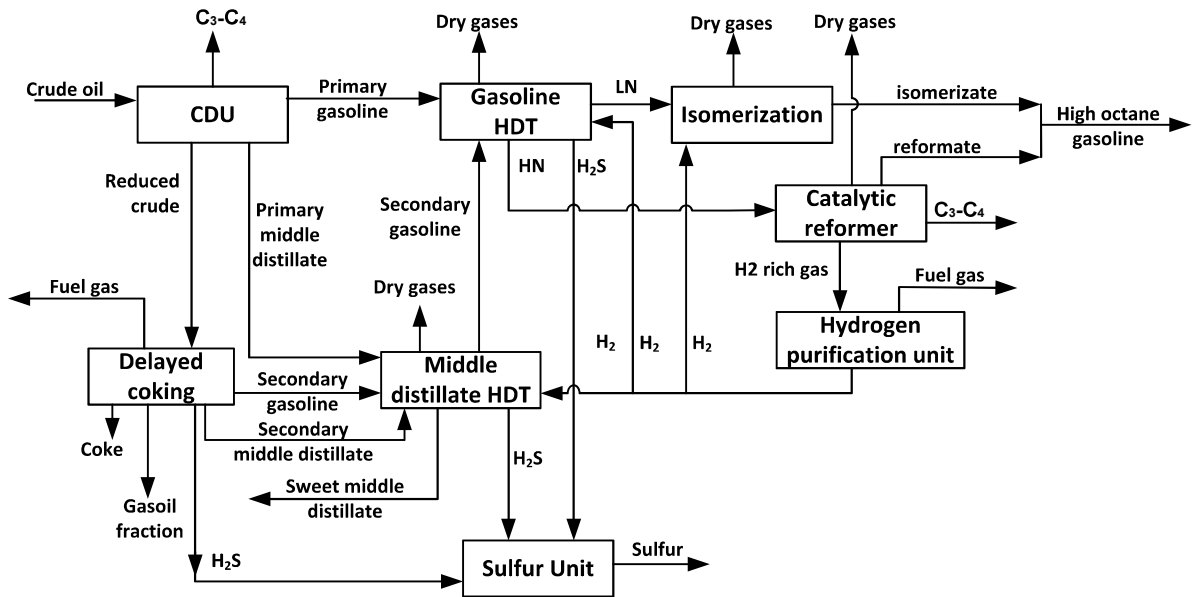 C₃-C₄
Dry gases
Dry gases
Dry gases
Crude oil
CDU
Primary
gasoline
Gasoline
HDT
LN
Isomerization
isomerizate
High octane
gasoline
reformate
HN
H₂S
Reduced
crude
Primary
middle
distillate
Secondary
gasoline
Catalytic
reformer
C₃-C₄
H2 rich gas
Fuel gas
Fuel gas
Dry gases
Hydrogen
purification unit
H₂
H₂
H₂
Delayed
coking
Secondary
gasoline
Middle
distillate HDT
Secondary
middle distillate
Coke
Gasoil
fraction
Sweet middle
distillate
H₂S
H₂S
Sulfur Unit
Sulfur